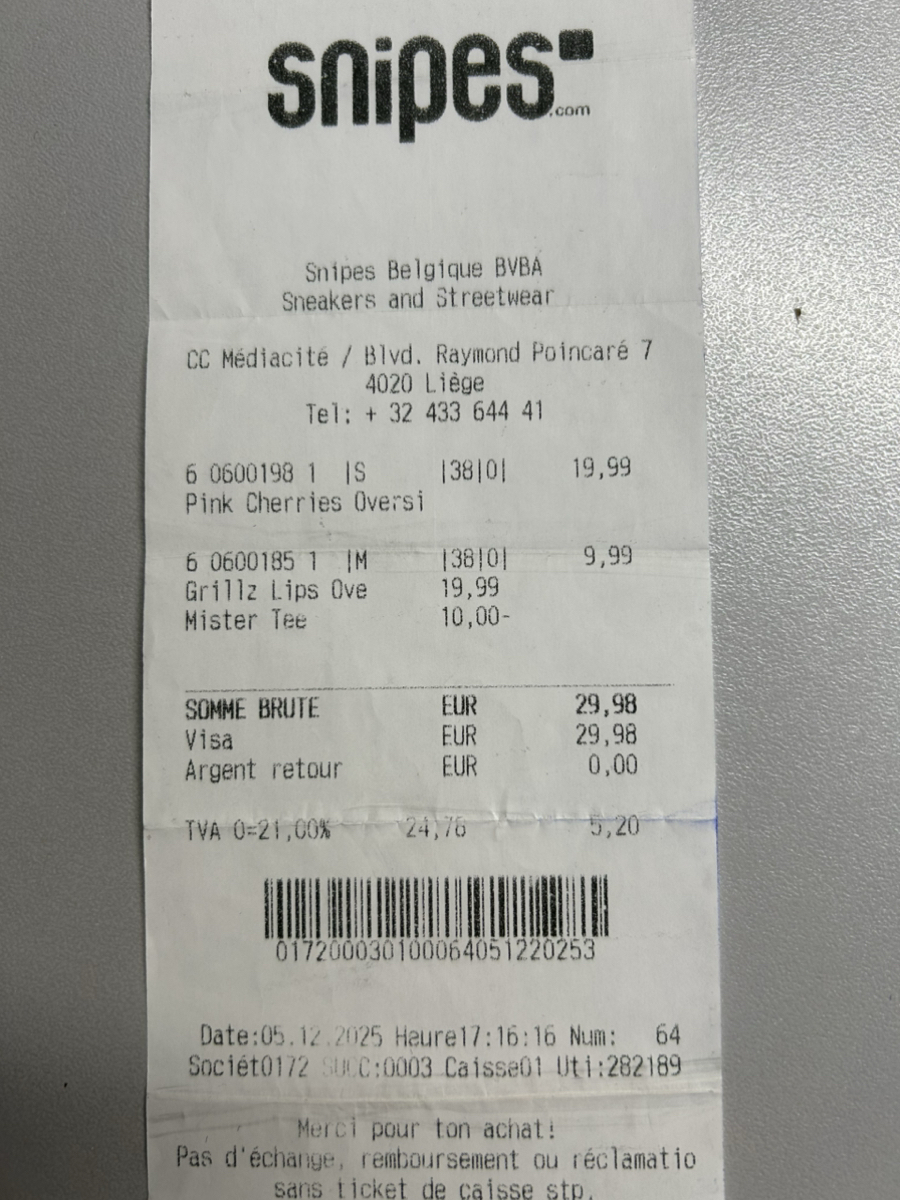 snipes
.com
Snipes Belgique BVBA
Sneakers and Streetwear
CC Médiacité / Blvd. Raymond Poincaré 7
4020 Liège
Tel: + 32 433 644 41
6 0600198 1 |S |38|0| 19,99
Pink Cherries Oversi
6 0600185 1 |M |38|0| 9,99
Grillz Lips Ove 19,99
Mister Tee 10,00-
SOMME BRUTE EUR 29,98
Visa EUR 29,98
Argent retour EUR 0,00
TVA 0=21,00% 24,78 5,20
017200030100064051220253
Date:05.12.2025 Heure17:16:16 Num: 64
Sociét0172 SUCC:0003 Caisse01 Uti:282189
Merci pour ton achat!
Pas d'échange, remboursement ou réclamatio
sans ticket de caisse stp.